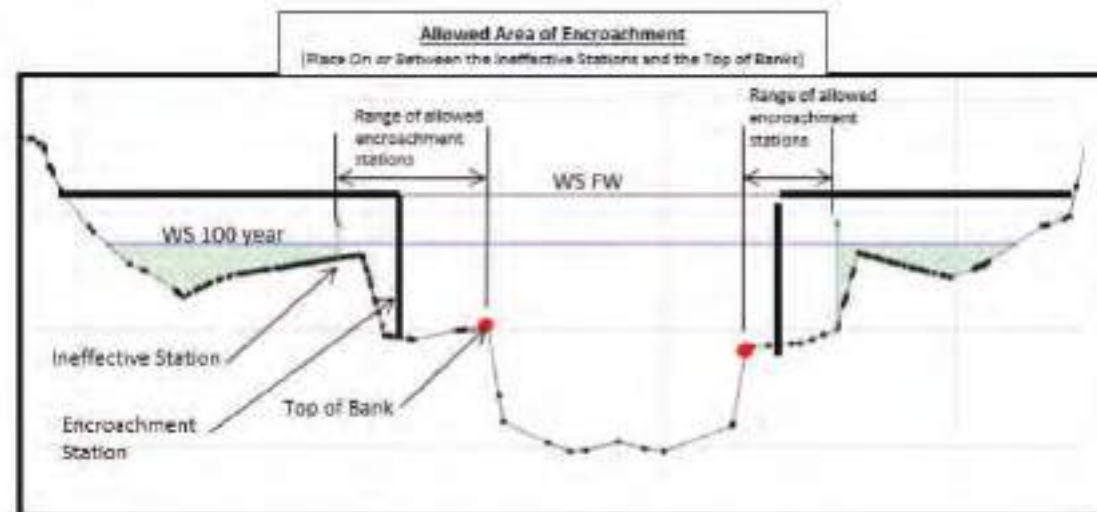 Allowed Area of Encroachment
(Place On or Between the Ineffective Stations and the Top of Banks)
Range of allowed
encroachment
stations
Range of allowed
encroachment
stations
WS FW
WS 100 year
Ineffective Station
Top of Bank
Encroachment
Station